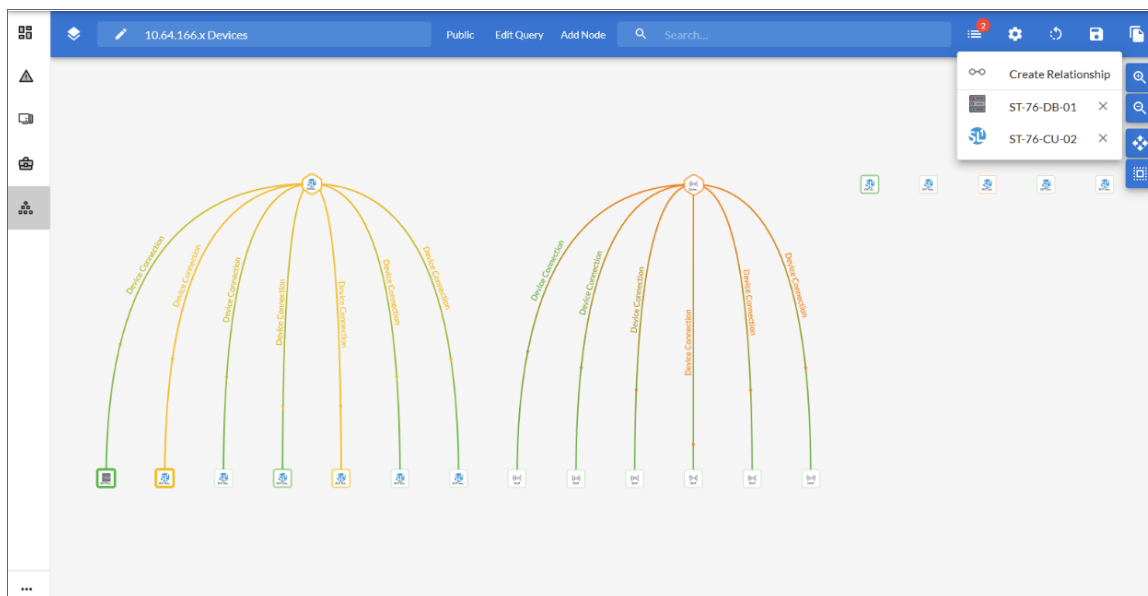 10.64.166.x Devices
Public
Edit Query
Add Node
Search...
2
Create Relationship
ST-76-DB-01
ST-76-CU-02
Device Connection
Device Connection
Device Connection
Device Connection
Device Connection
Device Connection
Device Connection
Device Connection
Device Connection
Device Connection
Device Connection
Device Connection
Device Connection